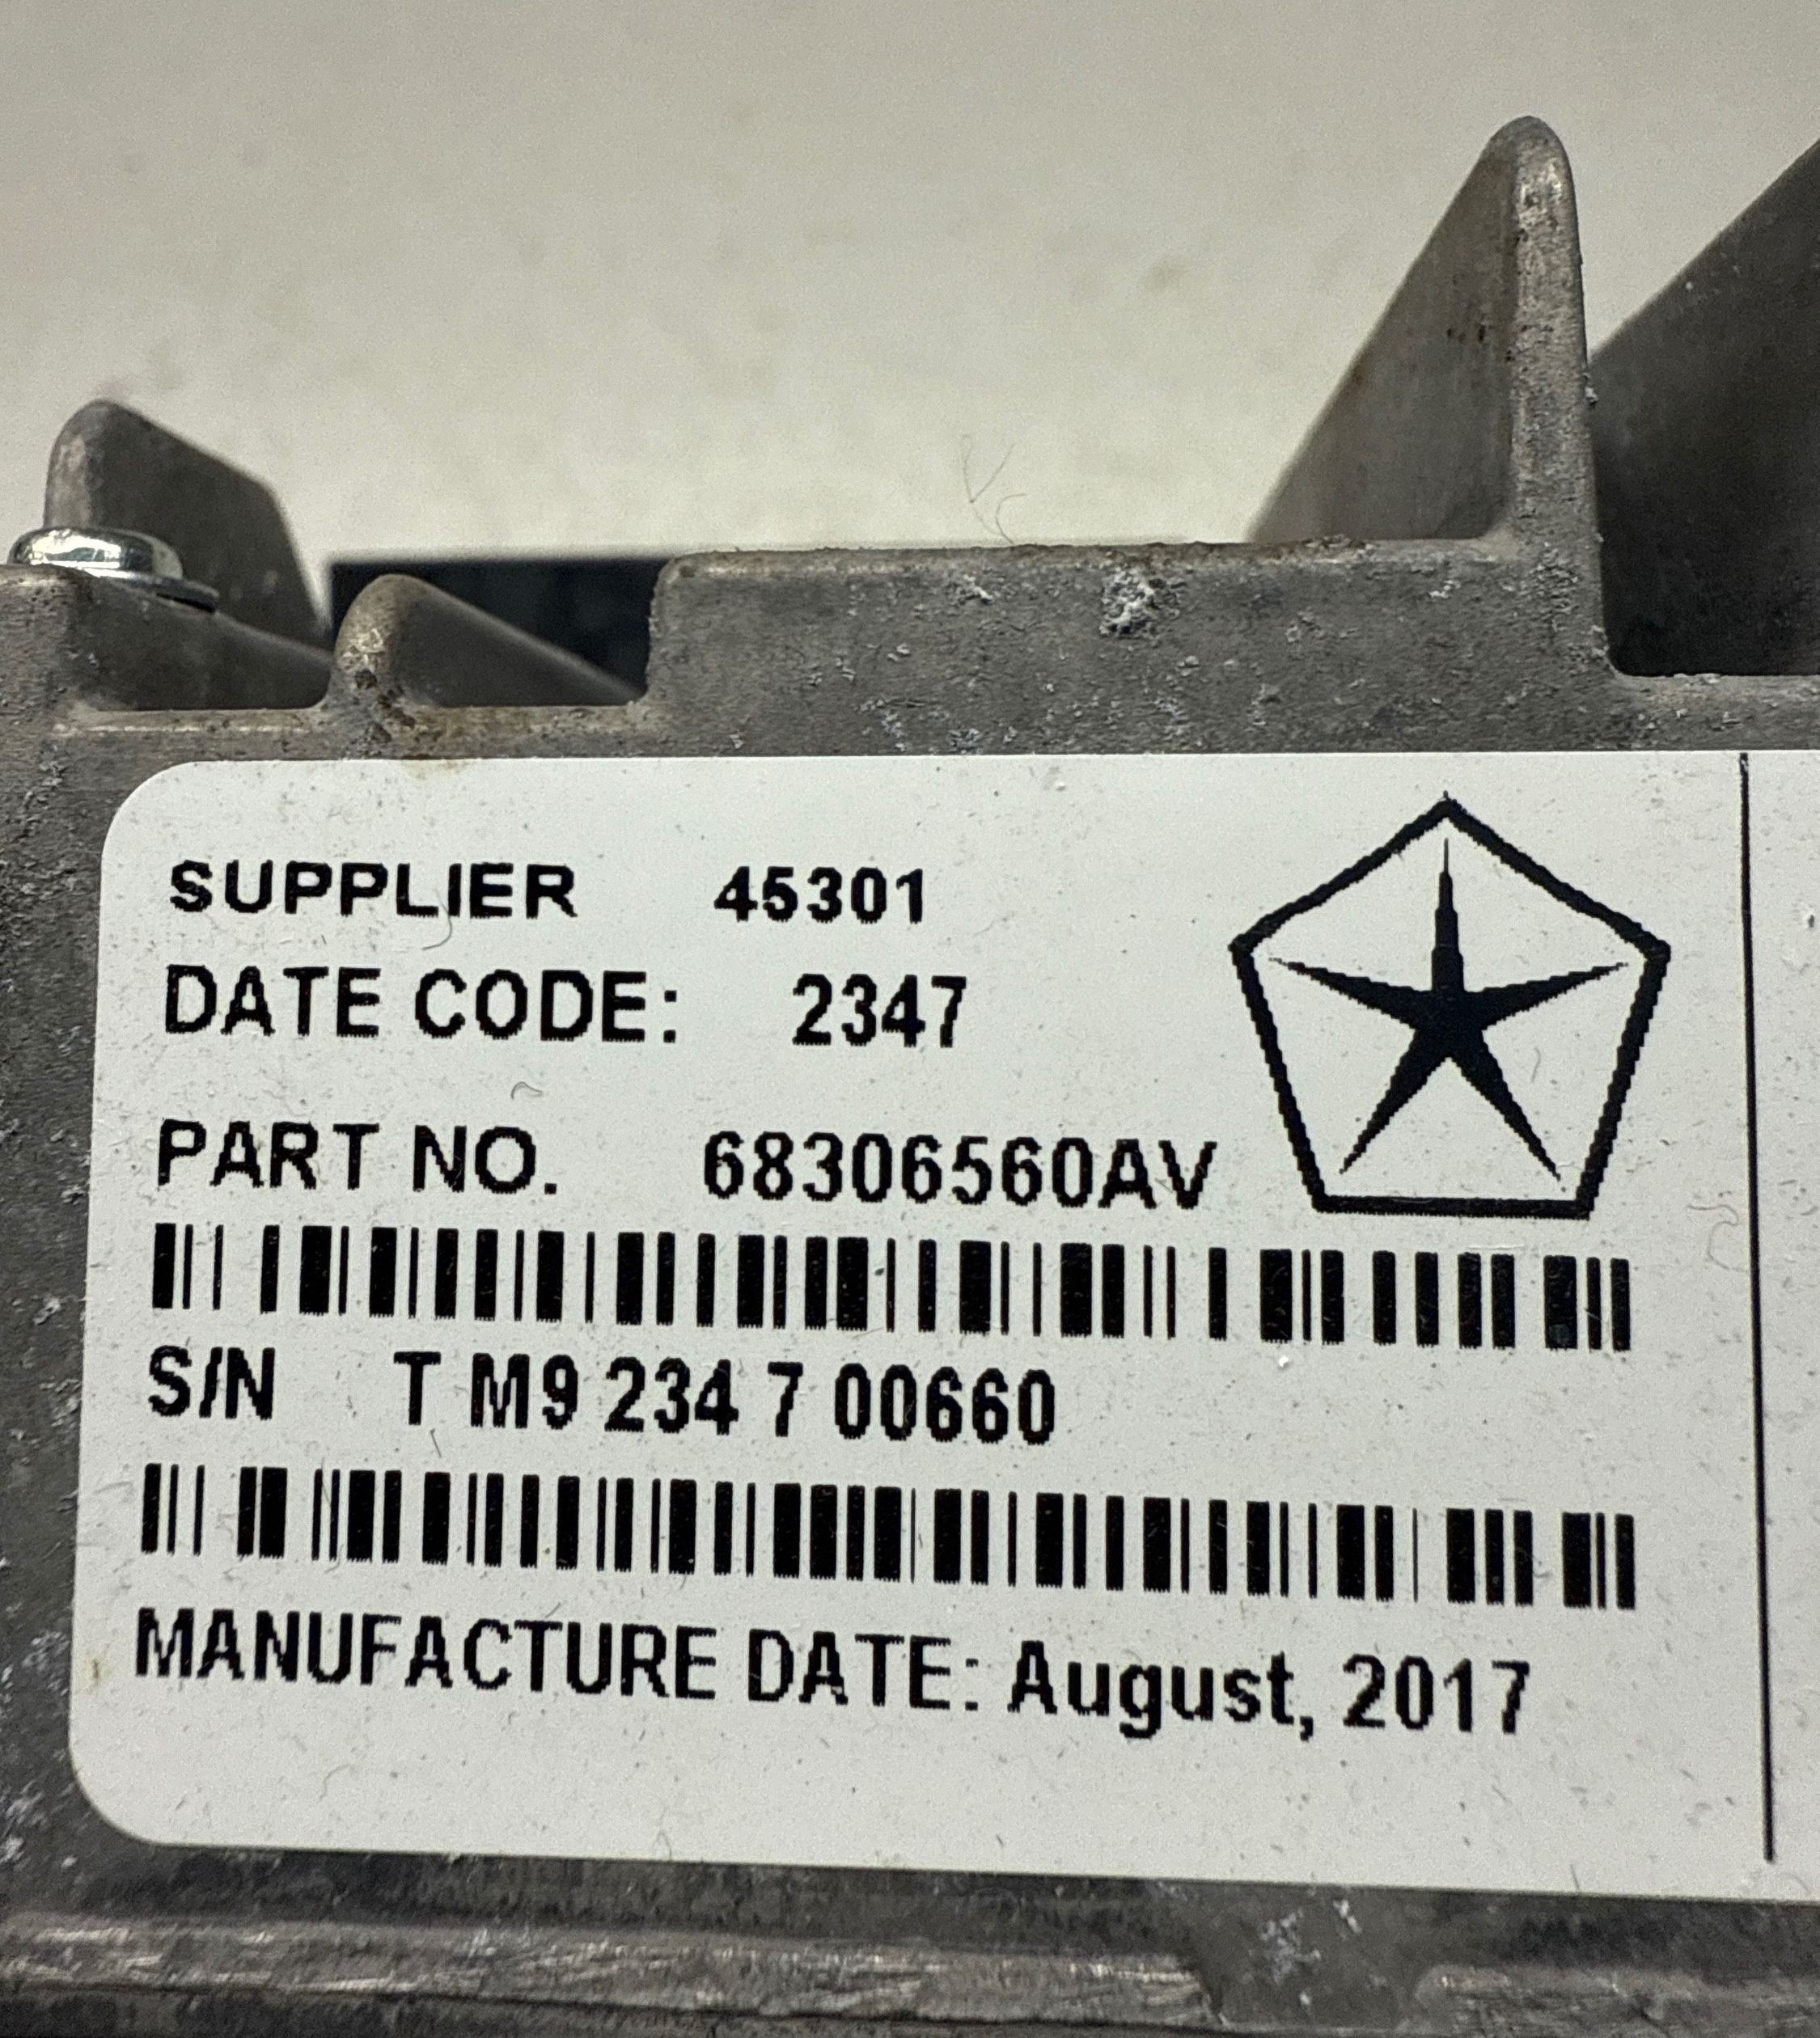 SUPPLIER 45301
DATE CODE: 2347
PART NO. 68306560AV
S/N T M9 234 7 00660
MANUFACTURE DATE: August, 2017